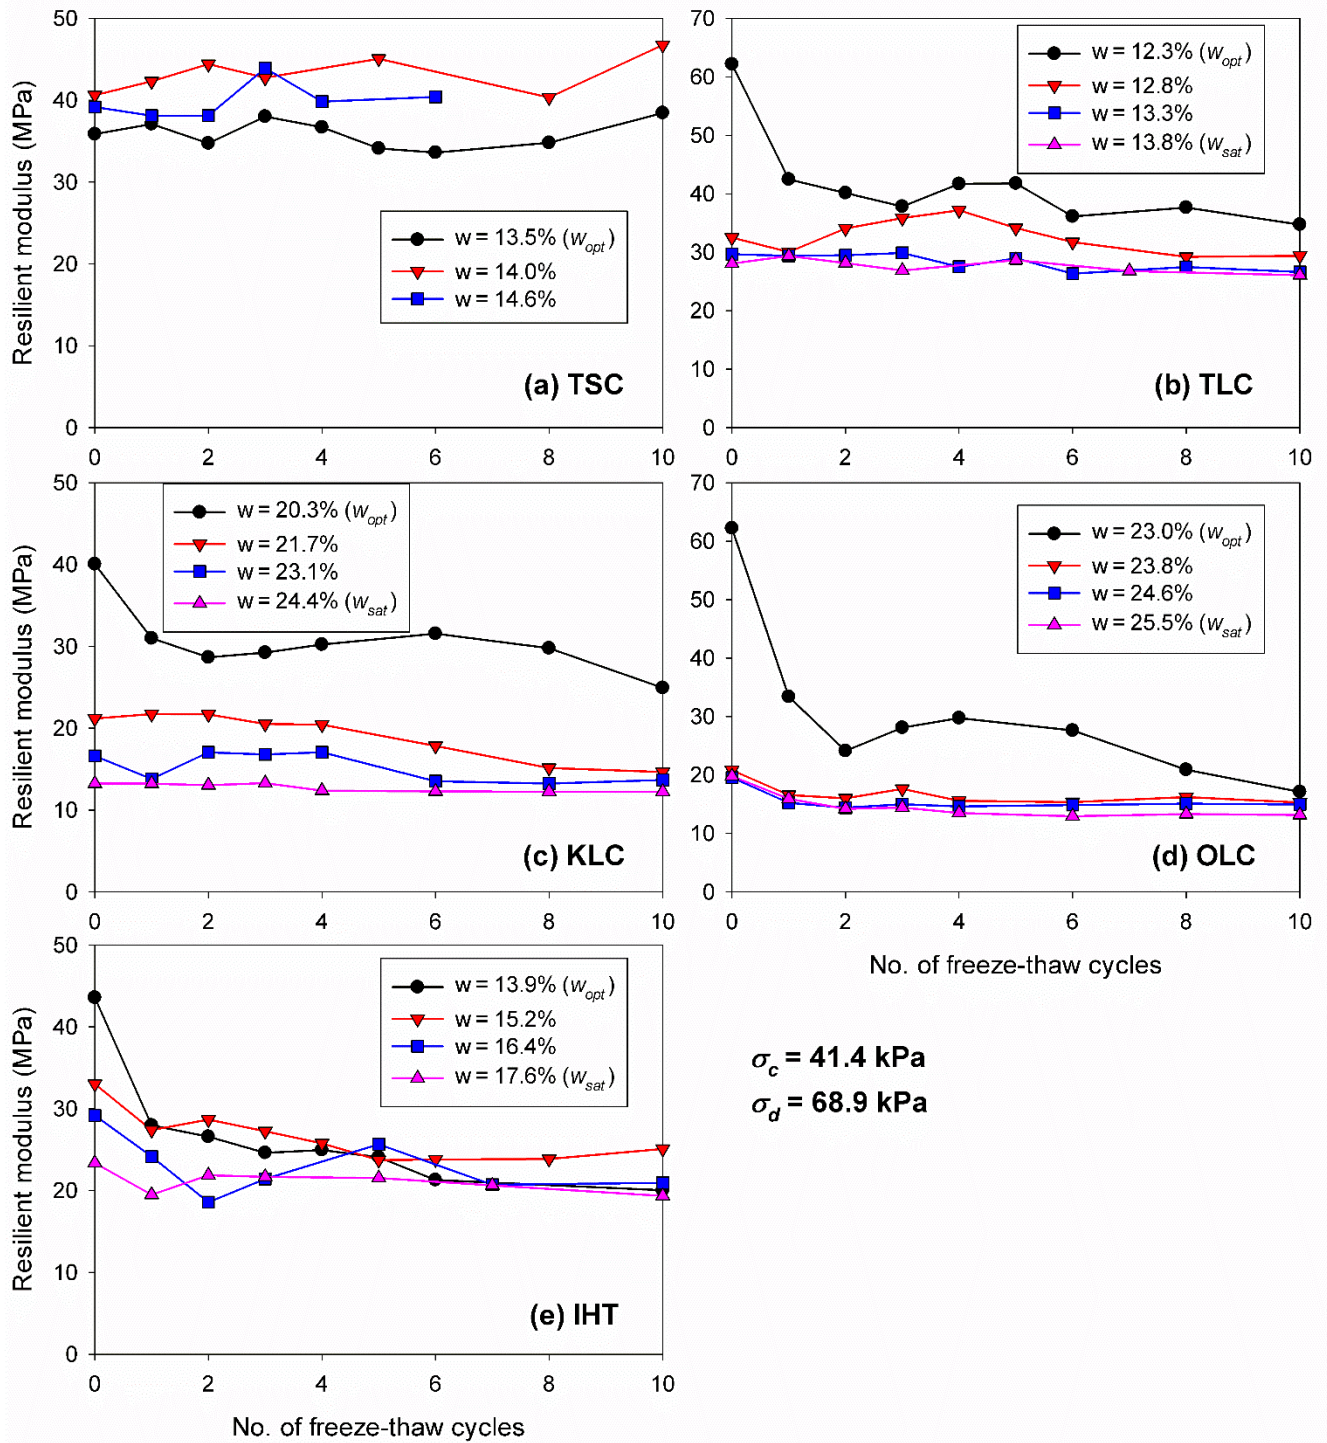 50
40
30
20
10
0
Resilient modulus (MPa)
w = 13.5% (wopt)
w = 14.0%
w = 14.6%
(a) TSC
0 2 4 6 8 10
70
60
50
40
30
20
10
0
Resilient modulus (MPa)
w = 12.3% (wopt)
w = 12.8%
w = 13.3%
w = 13.8% (wsat)
(b) TLC
0 2 4 6 8 10
50
40
30
20
10
0
Resilient modulus (MPa)
w = 20.3% (wopt)
w = 21.7%
w = 23.1%
w = 24.4% (wsat)
(c) KLC
0 2 4 6 8 10
70
60
50
40
30
20
10
0
Resilient modulus (MPa)
w = 23.0% (wopt)
w = 23.8%
w = 24.6%
w = 25.5% (wsat)
(d) OLC
0 2 4 6 8 10
No. of freeze-thaw cycles
50
40
30
20
10
0
Resilient modulus (MPa)
w = 13.9% (wopt)
w = 15.2%
w = 16.4%
w = 17.6% (wsat)
(e) IHT
0 2 4 6 8 10
No. of freeze-thaw cycles
σc = 41.4 kPa
σd = 68.9 kPa